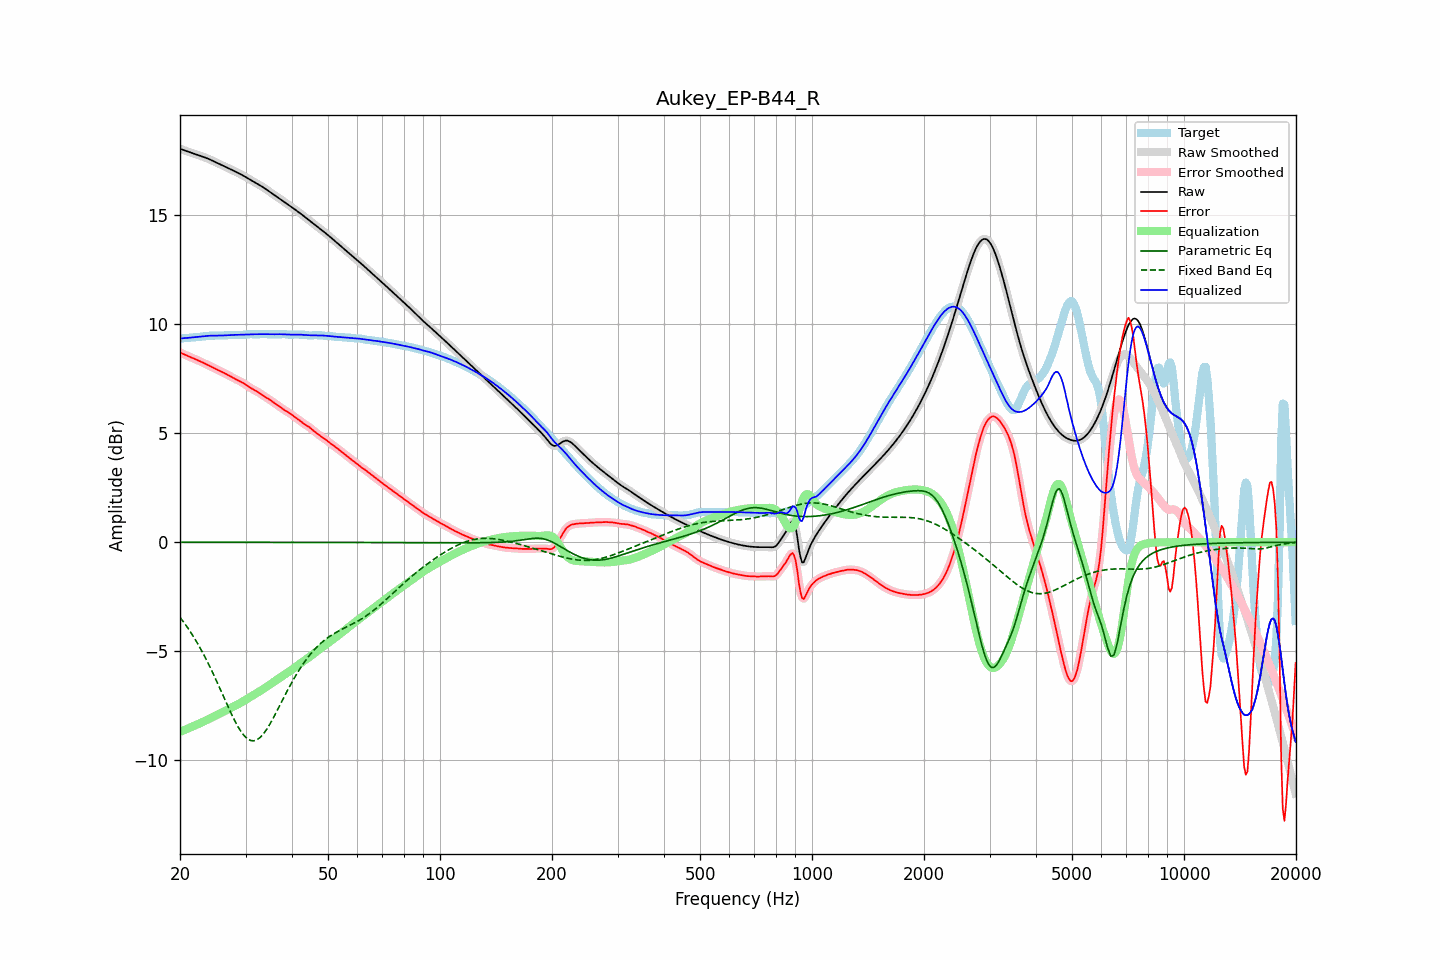 Aukey_EP-B44_R
Target
Raw Smoothed
Error Smoothed
Raw
Error
Equalization
Parametric Eq
Fixed Band Eq
Equalized
15
10
5
0
−5
−10
Amplitude (dBr)
20
50
100
200
500
1000
2000
5000
10000
20000
Frequency (Hz)